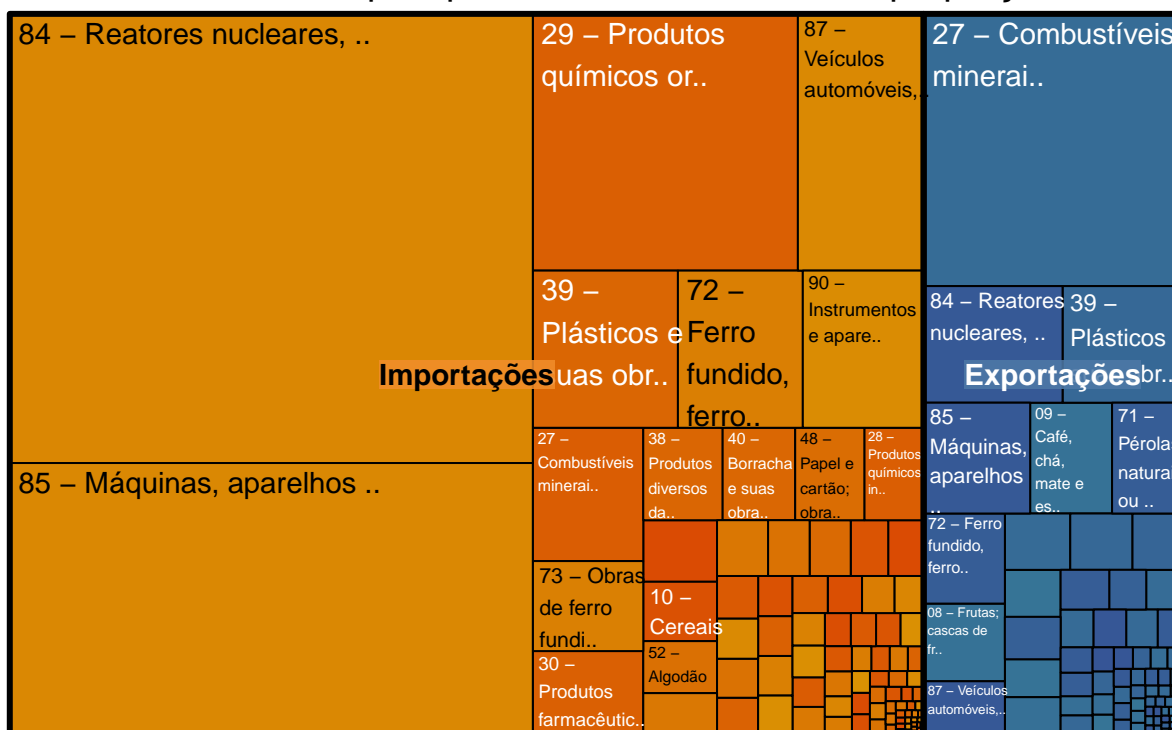 84 – Reatores nucleares, ..
85 – Máquinas, aparelhos ..
29 – Produtos
químicos or..
87 –
Veículos
automóveis,..
39 –
Plásticos e
suas obr..
72 –
Ferro
fundido,
ferro..
90 –
Instrumentos
e apare..
Importações
27 –
Combustíveis
minerai..
38 –
Produtos
diversos
da..
40 –
Borracha
e suas
obra..
48 –
Papel e
cartão;
obra..
28 –
Produtos
químicos
in..
73 – Obras
de ferro
fundi..
10 –
Cereais
52 –
Algodão
30 –
Produtos
farmacêutic..
27 – Combustíveis
minerai..
84 – Reatores
nucleares, ..
39 –
Plásticos
br..
Exportações
85 –
Máquinas,
aparelhos
..
09 –
Café,
chá,
mate e
es..
71 –
Pérola
natura
ou ..
72 – Ferro
fundido,
ferro..
08 – Frutas;
cascas de
fr..
87 – Veículos
automóveis,..